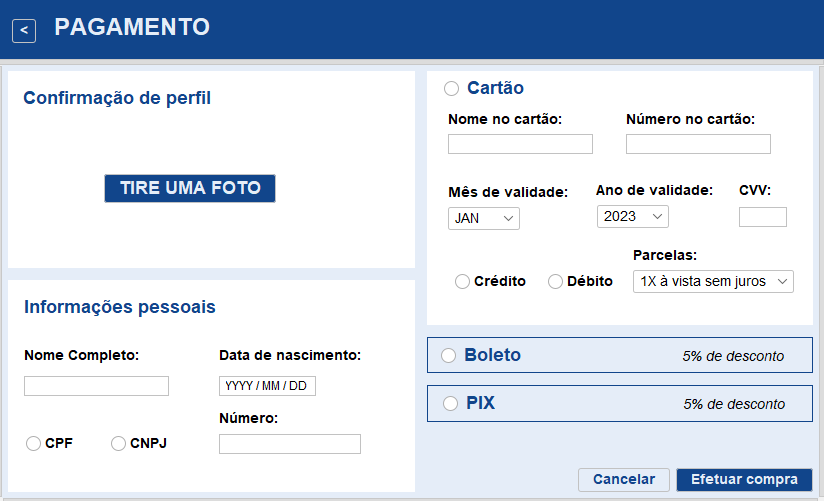 < PAGAMENTO
Confirmação de perfil
TIRE UMA FOTO
Informações pessoais
Nome Completo: Data de nascimento:
YYYY / MM / DD
Número:
CPF CNPJ
Cartão
Nome no cartão: Número no cartão:
Mês de validade: Ano de validade: CVV:
JAN 2023
Parcelas:
Crédito Débito 1X à vista sem juros
Boleto 5% de desconto
PIX 5% de desconto
Cancelar Efetuar compra